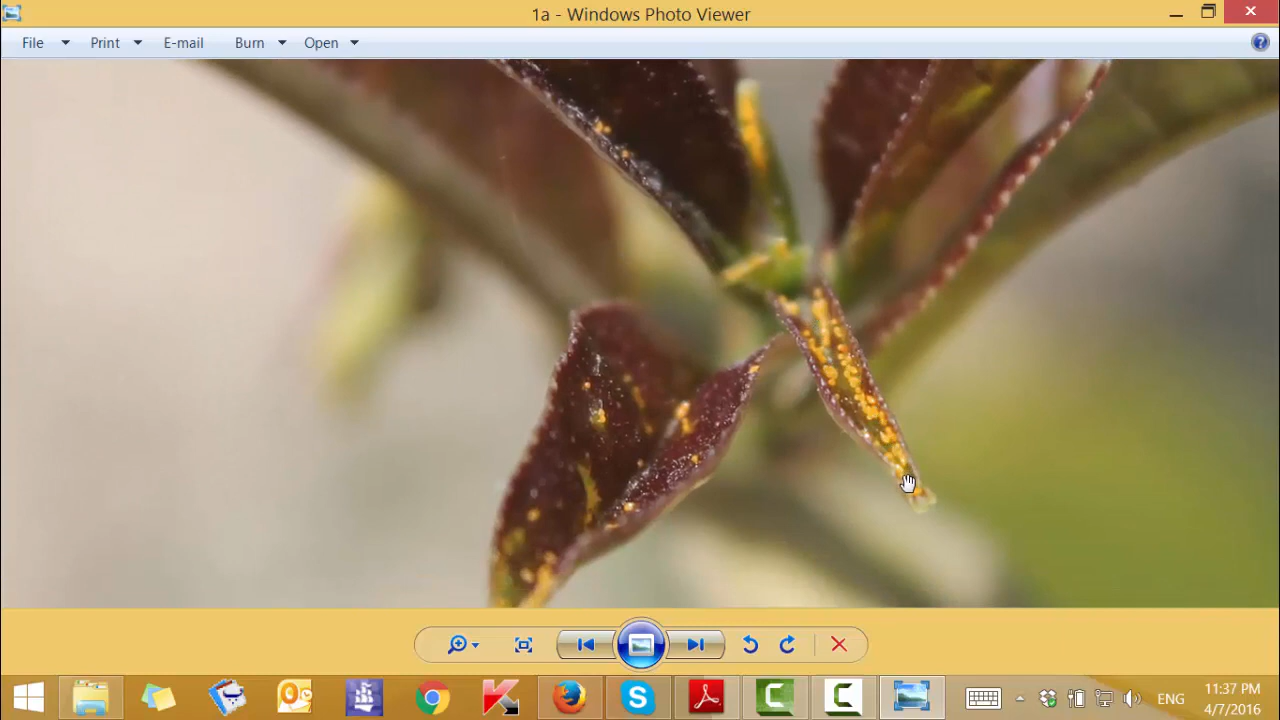 1a - Windows Photo Viewer
File Print E-mail Burn Open
ENG
11:37 PM
4/7/2016